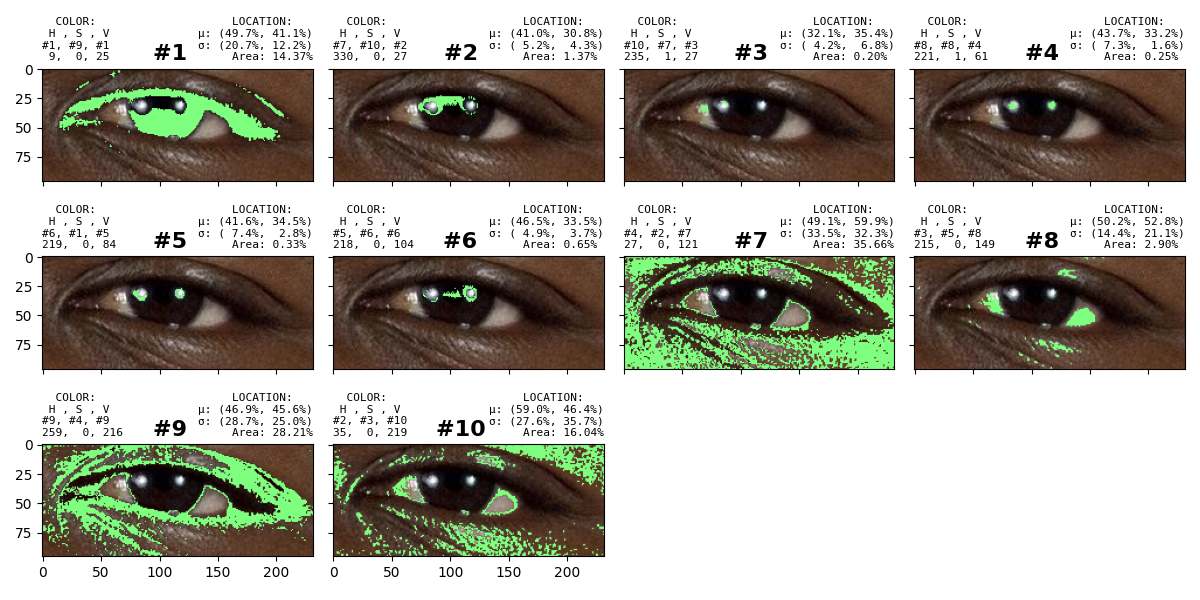 COLOR: LOCATION: COLOR: LOCATION: COLOR: LOCATION: COLOR: LOCATION:
H , S , V μ: (49.7%, 41.1%) H , S , V μ: (41.0%, 30.8%) H , S , V μ: (32.1%, 35.4%) H , S , V μ: (43.7%, 33.2%)
#1, #9, #1 #1 σ: (20.7%, 12.2%) #7, #10, #2 #2 σ: ( 5.2%, 4.3%) #10, #7, #3 #3 σ: ( 4.2%, 6.8%) #8, #8, #4 #4 σ: ( 7.3%, 1.6%)
9, 0, 25 Area: 14.37% 330, 0, 27 Area: 1.37% 235, 1, 27 Area: 0.20% 221, 1, 61 Area: 0.25%
0
25
50
75
COLOR: LOCATION: COLOR: LOCATION: COLOR: LOCATION: COLOR: LOCATION:
H , S , V μ: (41.6%, 34.5%) H , S , V μ: (46.5%, 33.5%) H , S , V μ: (49.1%, 59.9%) H , S , V μ: (50.2%, 52.8%)
#6, #1, #5 #5 σ: ( 7.4%, 2.8%) #5, #6, #6 #6 σ: ( 4.9%, 3.7%) #4, #2, #7 #7 σ: (33.5%, 32.3%) #3, #5, #8 #8 σ: (14.4%, 21.1%)
219, 0, 84 Area: 0.33% 218, 0, 104 Area: 0.65% 27, 0, 121 Area: 35.66% 215, 0, 149 Area: 2.90%
0
25
50
75
COLOR: LOCATION: COLOR: LOCATION:
H , S , V μ: (46.9%, 45.6%) H , S , V μ: (59.0%, 46.4%)
#9, #4, #9 #9 σ: (28.7%, 25.0%) #2, #3, #10 #10 σ: (27.6%, 35.7%)
259, 0, 216 Area: 28.21% 35, 0, 219 Area: 16.04%
0
25
50
75
0 50 100 150 200 0 50 100 150 200